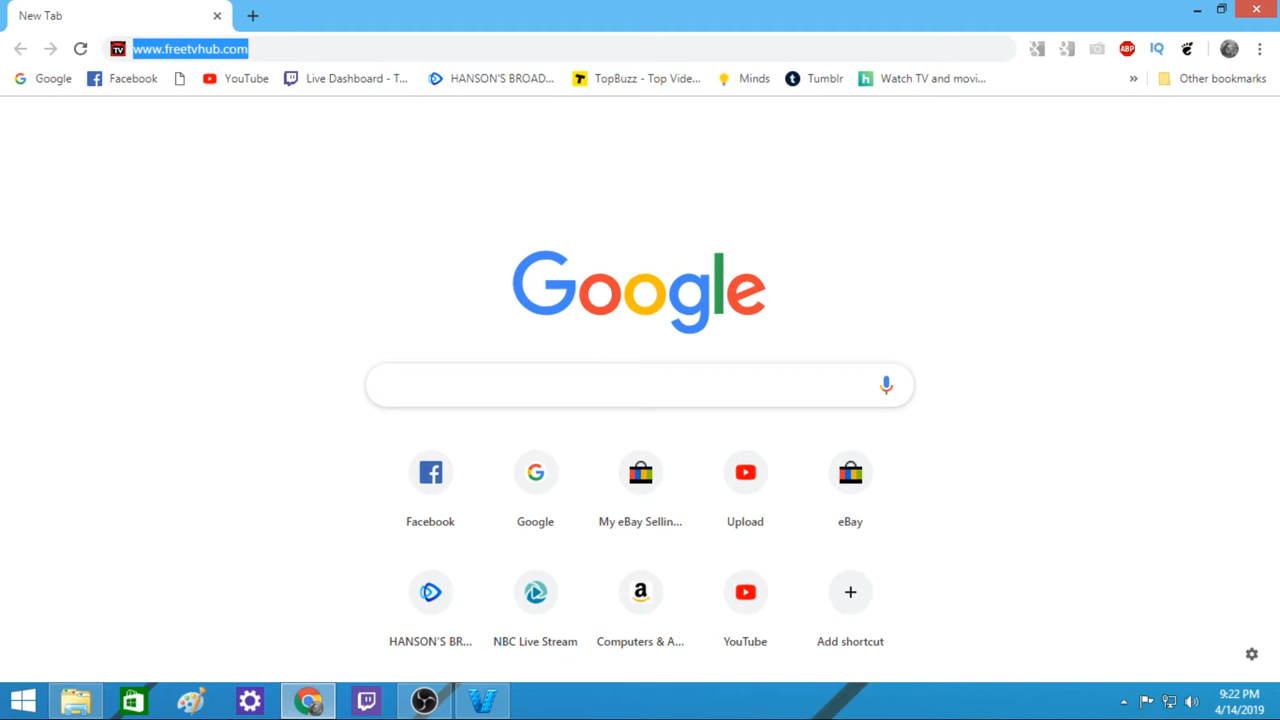 New Tab
www.freetvhub.com
ABP
IQ
Google
Facebook
YouTube
Live Dashboard - T...
HANSON'S BROAD...
TopBuzz - Top Vide...
Minds
Tumblr
Watch TV and movi...
»
Other bookmarks
Google
Facebook
Google
My eBay Sellin...
Upload
eBay
HANSON'S BR...
NBC Live Stream
Computers & A...
YouTube
Add shortcut
9:22 PM
4/14/2019